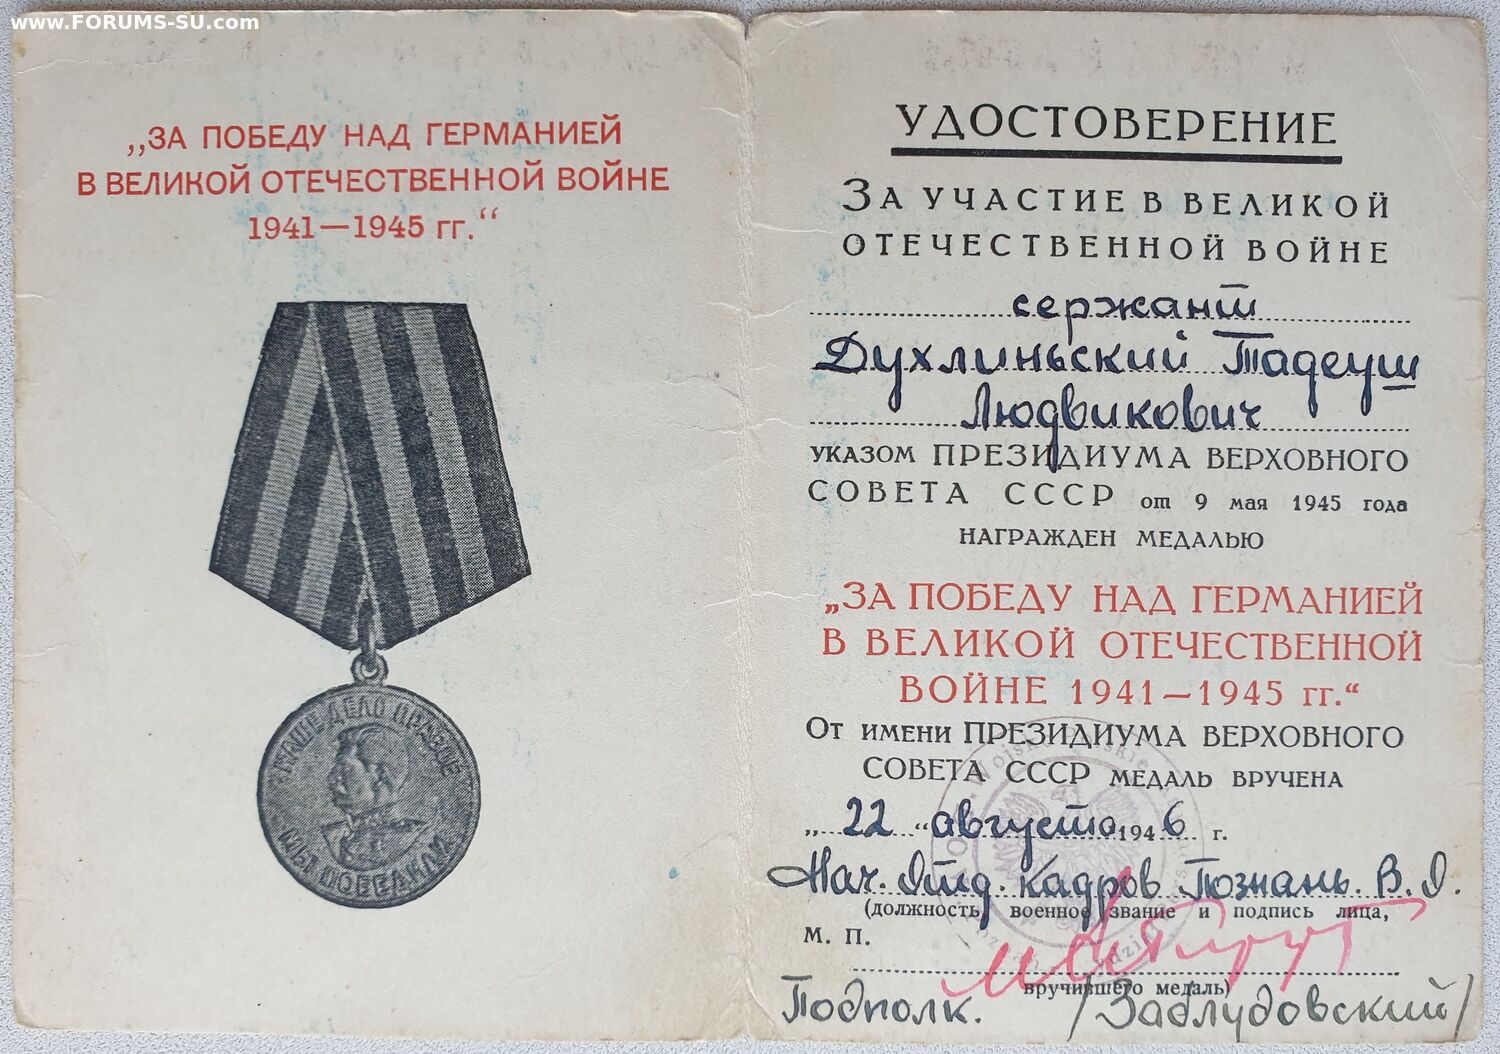 www.FORUMS-SU.com
„ЗА ПОБЕДУ НАД ГЕРМАНИЕЙ
В ВЕЛИКОЙ ОТЕЧЕСТВЕННОЙ ВОЙНЕ
1941—1945 гг.“
НАШЕ ДЕЛО ПРАВОЕ
МЫ ПОБЕДИЛИ
УДОСТОВЕРЕНИЕ
ЗА УЧАСТИЕ В ВЕЛИКОЙ
ОТЕЧЕСТВЕННОЙ ВОЙНЕ
сержант
Духлиньский Тадеуш
Людвикович
УКАЗОМ ПРЕЗИДИУМА ВЕРХОВНОГО
СОВЕТА СССР от 9 мая 1945 года
НАГРАЖДЕН МЕДАЛЬЮ
„ЗА ПОБЕДУ НАД ГЕРМАНИЕЙ
В ВЕЛИКОЙ ОТЕЧЕСТВЕННОЙ
ВОЙНЕ 1941—1945 гг.“
ОТ ИМЕНИ ПРЕЗИДИУМА ВЕРХОВНОГО
СОВЕТА СССР МЕДАЛЬ ВРУЧЕНА
„22“ августа 1946 г.
Нач. Отд. Кадров Познань. В.О.
(должность, военное звание и подпись лица,
М. П.
вручившего медаль)
Подполк. /Заблудовский/